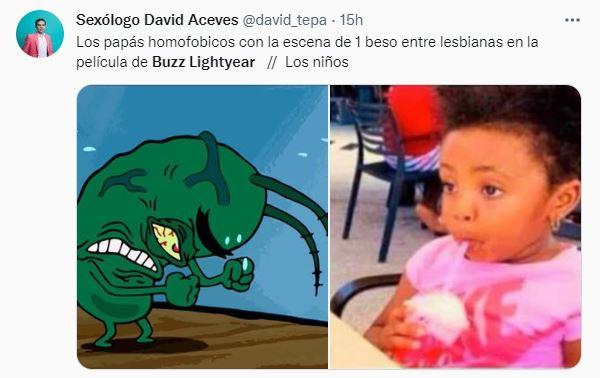 Sexólogo David Aceves @david_tepa · 15h
Los papás homofobicos con la escena de 1 beso entre lesbianas en la
película de Buzz Lightyear // Los niños